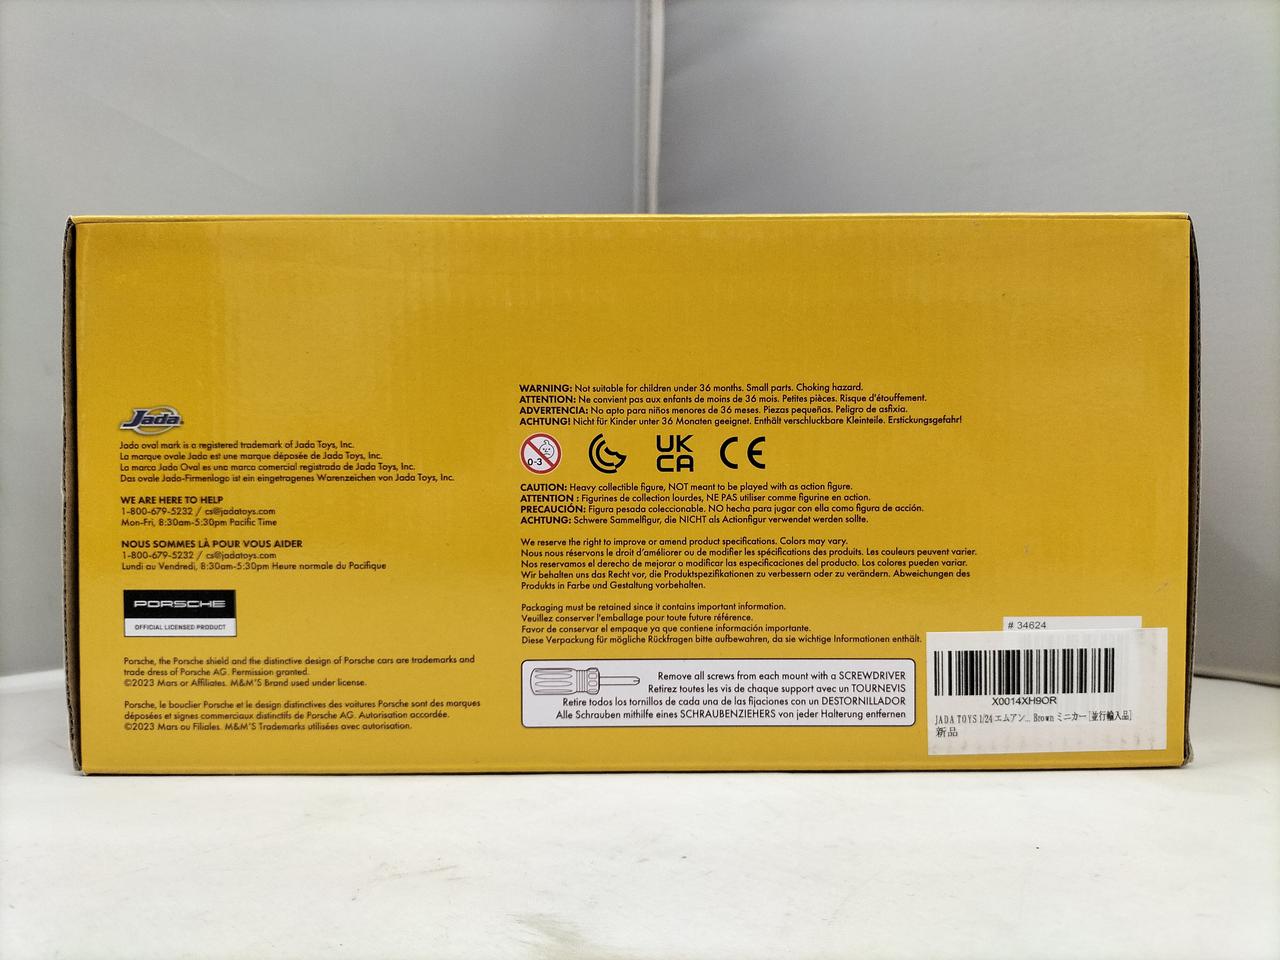 Jada
Jada oval mark is a registered trademark of Jada Toys, Inc.
La marque ovale Jada est une marque déposée de Jada Toys, Inc.
La marca Jada Oval es una marca comercial registrada de Jada Toys, Inc.
Das ovale Jada-Firmenlogo ist ein eingetragenes Warenzeichen von Jada Toys, Inc.
WE ARE HERE TO HELP
1-800-679-5232 / cs@jadatoys.com
Mon-Fri, 8:30am-5:30pm Pacific Time
NOUS SOMMES LÀ POUR VOUS AIDER
1-800-679-5232 / cs@jadatoys.com
Lundi au Vendredi, 8:30am-5:30pm Heure normale du Pacifique
PORSCHE
OFFICIAL LICENSED PRODUCT
Porsche, the Porsche shield and the distinctive design of Porsche cars are trademarks and
trade dress of Porsche AG. Permission granted.
©2023 Mars or Affiliates. M&M'S Brand used under license.
Porsche, le bouclier Porsche et le design distinctives des voitures Porsche sont des marques
déposées et signes commerciaux distinctifs de Porsche AG. Autorisation accordée.
©2023 Mars ou Filiales. M&M'S Trademarks utilisées avec autorisation.
WARNING: Not suitable for children under 36 months. Small parts. Choking hazard.
ATTENTION: Ne convient pas aux enfants de moins de 36 mois. Petites pièces. Risque d'étouffement.
ADVERTENCIA: No apto para niños menores de 36 meses. Piezas pequeñas. Peligro de asfixia.
ACHTUNG! Nicht für Kinder unter 36 Monaten geeignet. Enthält verschluckbare Kleinteile. Erstickungsgefahr!
0-3
UK
CA
CE
CAUTION: Heavy collectible figure, NOT meant to be played with as action figure.
ATTENTION : Figurines de collection lourdes, NE PAS utiliser comme figurine en action.
PRECAUCIÓN: Figura pesada coleccionable. NO hecha para jugar con ella como figura de acción.
ACHTUNG: Schwere Sammelfigur, die NICHT als Actionfigur verwendet werden sollte.
We reserve the right to improve or amend product specifications. Colors may vary.
Nous nous réservons le droit d'améliorer ou de modifier les spécifications des produits. Les couleurs peuvent varier.
Nos reservamos el derecho de mejorar o modificar las especificaciones del producto. Los colores pueden variar.
Wir behalten uns das Recht vor, die Produktspezifikationen zu verbessern oder zu verändern. Abweichungen des
Produkts in Farbe und Gestaltung vorbehalten.
Packaging must be retained since it contains important information.
Veuillez conserver l'emballage pour toute future référence.
Favor de conservar el empaque ya que contiene información importante.
Diese Verpackung für mögliche Rückfragen bitte aufbewahren, da sie wichtige Informationen enthält.
Remove all screws from each mount with a SCREWDRIVER
Retirez toutes les vis de chaque support avec un TOURNEVIS
Retire todos los tornillos de cada una de las fijaciones con un DESTORNILLADOR
Alle Schrauben mithilfe eines SCHRAUBENZIEHERS von jeder Halterung entfernen
# 34624
X0014XH9OR
JADA TOYS 1/24 エムアン... Brown ミニカー [並行輸入品]
新品